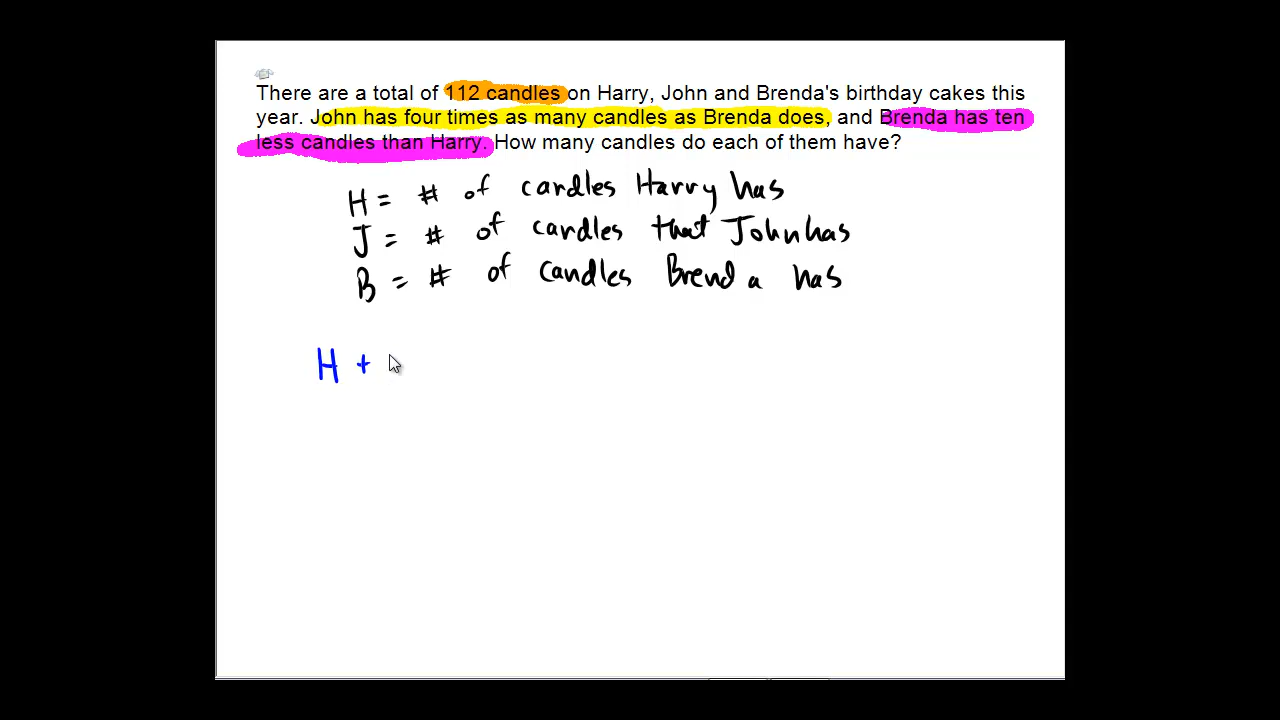 There are a total of 112 candles on Harry, John and Brenda's birthday cakes this
year. John has four times as many candles as Brenda does, and Brenda has ten
less candles than Harry. How many candles do each of them have?
H = # of candles Harry has
J = # of candles that John has
B = # of candles Brenda has
H +